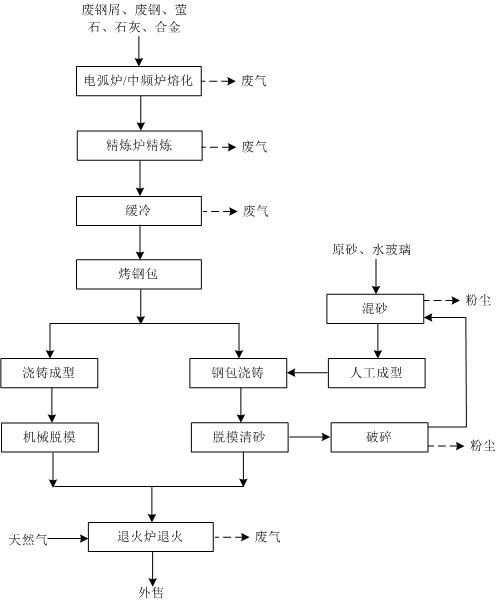 废钢屑、废钢、萤
石、石灰、合金
电弧炉/中频炉熔化
废气
精炼炉精炼
废气
缓冷
废气
烤钢包
原砂、水玻璃
混砂
粉尘
浇铸成型
钢包浇铸
人工成型
机械脱模
脱模清砂
破碎
粉尘
天然气
退火炉退火
废气
外售